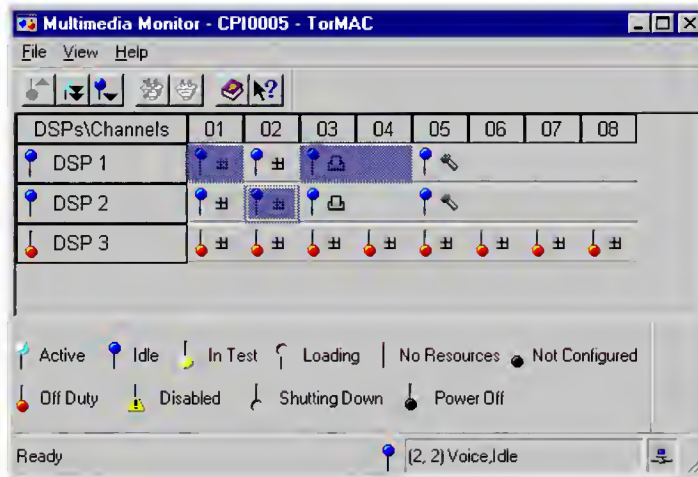 Multimedia Monitor - CPI0005 - TorMAC
File View Help
DSPs\Channels 01 02 03 04 05 06 07 08
DSP 1
DSP 2
DSP 3
Active Idle In Test Loading No Resources Not Configured
Off Duty Disabled Shutting Down Power Off
Ready (2, 2) Voice,Idle